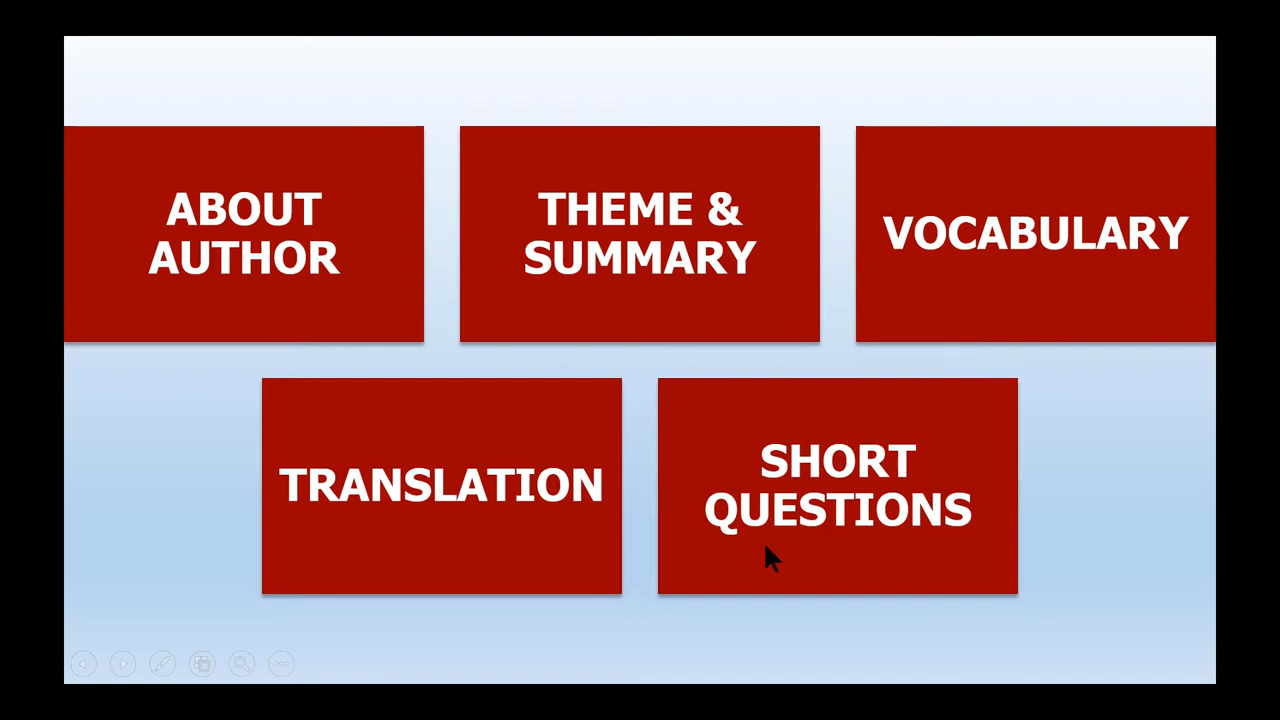 ABOUT
AUTHOR
THEME &
SUMMARY
VOCABULARY
TRANSLATION
SHORT
QUESTIONS